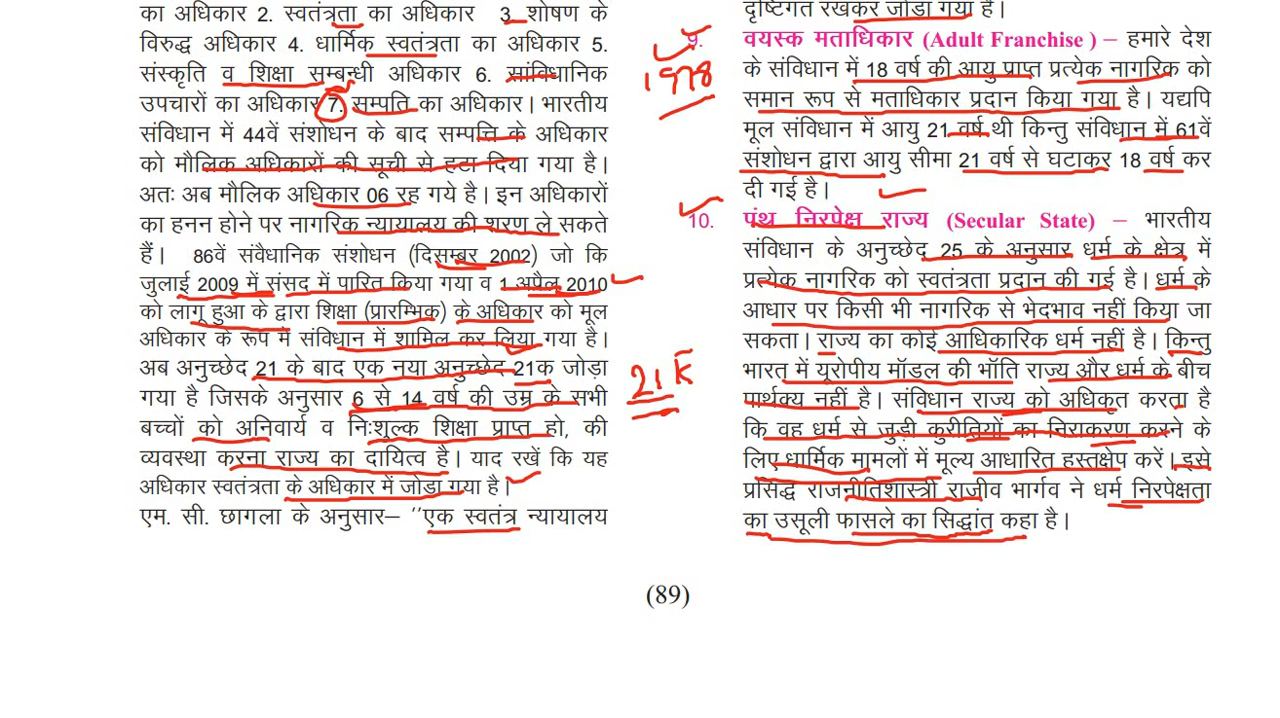 का अधिकार 2. स्वतंत्रता का अधिकार 3. शोषण के
विरुद्ध अधिकार 4. धार्मिक स्वतंत्रता का अधिकार 5.
संस्कृति व शिक्षा सम्बन्धी अधिकार 6. सांविधानिक
उपचारों का अधिकार 7. सम्पति का अधिकार। भारतीय
संविधान में 44वें संशोधन के बाद सम्पत्ति के अधिकार
को मौलिक अधिकारों की सूची से हटा दिया गया है।
अतः अब मौलिक अधिकार 06 रह गये है। इन अधिकारों
का हनन होने पर नागरिक न्यायालय की शरण ले सकते
हैं। 86वें संवैधानिक संशोधन (दिसम्बर 2002) जो कि
जुलाई 2009 में संसद में पारित किया गया व 1 अप्रैल 2010
को लागू हुआ के द्वारा शिक्षा (प्रारम्भिक) के अधिकार को मूल
अधिकार के रूप में संविधान में शामिल कर लिया गया है।
अब अनुच्छेद 21 के बाद एक नया अनुच्छेद 21क जोड़ा
गया है जिसके अनुसार 6 से 14 वर्ष की उम्र के सभी
बच्चों को अनिवार्य व निःशुल्क शिक्षा प्राप्त हो, की
व्यवस्था करना राज्य का दायित्व है। याद रखें कि यह
अधिकार स्वतंत्रता के अधिकार में जोड़ा गया है।
एम. सी. छागला के अनुसार– "एक स्वतंत्र न्यायालय
1978
21क
दृष्टिगत रखकर जोड़ा गया है।
9. वयस्क मताधिकार (Adult Franchise ) – हमारे देश
के संविधान में 18 वर्ष की आयु प्राप्त प्रत्येक नागरिक को
समान रूप से मताधिकार प्रदान किया गया है। यद्यपि
मूल संविधान में आयु 21 वर्ष थी किन्तु संविधान में 61वें
संशोधन द्वारा आयु सीमा 21 वर्ष से घटाकर 18 वर्ष कर
दी गई है।
10. पंथ निरपेक्ष राज्य (Secular State) – भारतीय
संविधान के अनुच्छेद 25 के अनुसार धर्म के क्षेत्र में
प्रत्येक नागरिक को स्वतंत्रता प्रदान की गई है। धर्म के
आधार पर किसी भी नागरिक से भेदभाव नहीं किया जा
सकता। राज्य का कोई आधिकारिक धर्म नहीं है। किन्तु
भारत में यूरोपीय मॉडल की भाँति राज्य और धर्म के बीच
पार्थक्य नहीं है। संविधान राज्य को अधिकृत करता है
कि वह धर्म से जुड़ी कुरीतियों का निराकरण करने के
लिए धार्मिक मामलों में मूल्य आधारित हस्तक्षेप करें। इसे
प्रसिद्ध राजनीतिशास्त्री राजीव भार्गव ने धर्म निरपेक्षता
का उसूली फासले का सिद्धांत कहा है।
(89)